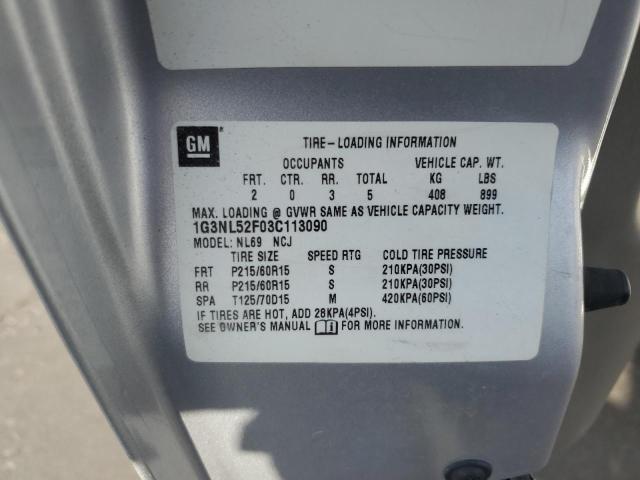 GM
TIRE-LOADING INFORMATION
OCCUPANTS VEHICLE CAP. WT.
FRT. CTR. RR. TOTAL KG LBS
2 0 3 5 408 899
MAX. LOADING @ GVWR SAME AS VEHICLE CAPACITY WEIGHT.
1G3NL52F03C113090
MODEL: NL69 NCJ
TIRE SIZE SPEED RTG COLD TIRE PRESSURE
FRT P215/60R15 S 210KPA(30PSI)
RR P215/60R15 S 210KPA(30PSI)
SPA T125/70D15 M 420KPA(60PSI)
IF TIRES ARE HOT, ADD 28KPA(4PSI).
SEE OWNER'S MANUAL FOR MORE INFORMATION.